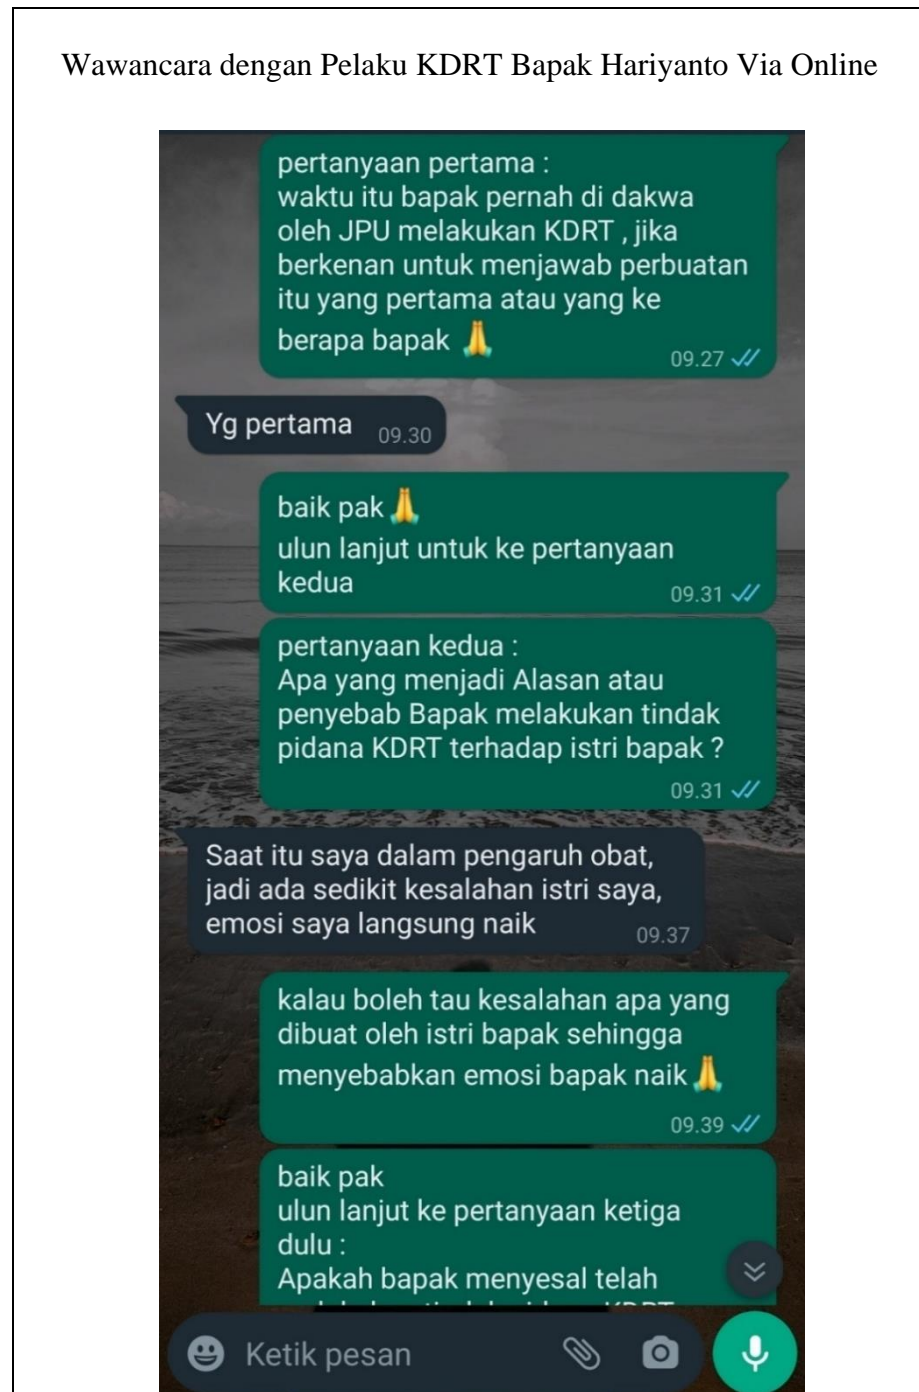 Wawancara dengan Pelaku KDRT Bapak Hariyanto Via Online
pertanyaan pertama :
waktu itu bapak pernah di dakwa
oleh JPU melakukan KDRT , jika
berkenan untuk menjawab perbuatan
itu yang pertama atau yang ke
berapa bapak 🙏
09.27
Yg pertama 09.30
baik pak🙏
ulun lanjut untuk ke pertanyaan
kedua
09.31
pertanyaan kedua :
Apa yang menjadi Alasan atau
penyebab Bapak melakukan tindak
pidana KDRT terhadap istri bapak ?
09.31
Saat itu saya dalam pengaruh obat,
jadi ada sedikit kesalahan istri saya,
emosi saya langsung naik 09.37
kalau boleh tau kesalahan apa yang
dibuat oleh istri bapak sehingga
menyebabkan emosi bapak naik🙏
09.39
baik pak
ulun lanjut ke pertanyaan ketiga
dulu :
Apakah bapak menyesal telah
Ketik pesan